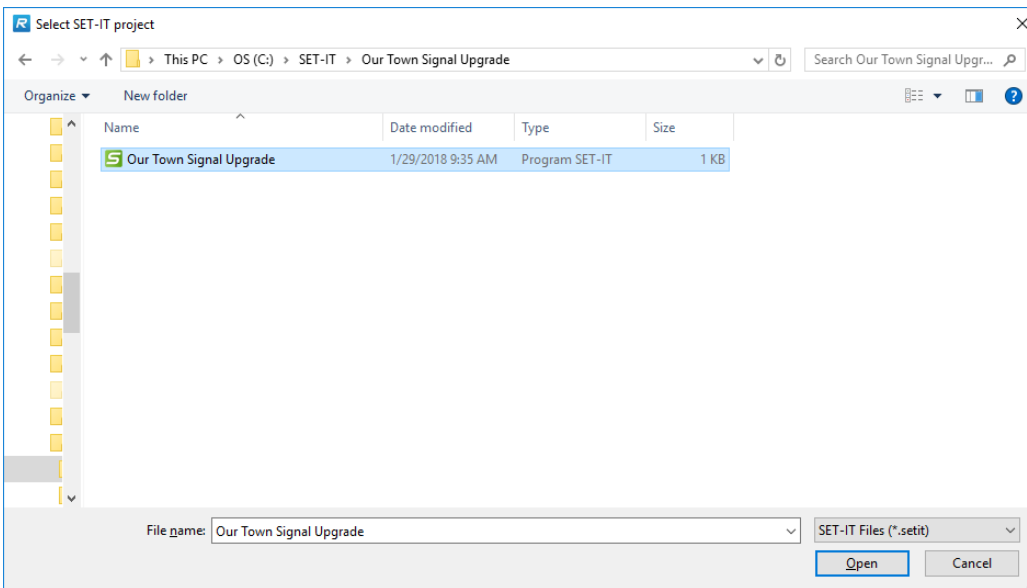 Select SET-IT project
This PC > OS (C:) > SET-IT > Our Town Signal Upgrade
Search Our Town Signal Upgr...
Organize New folder
Name Date modified Type Size
Our Town Signal Upgrade 1/29/2018 9:35 AM Program SET-IT 1 KB
File name: Our Town Signal Upgrade SET-IT Files (*.setit)
Open Cancel